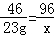 46/23g = 96/x